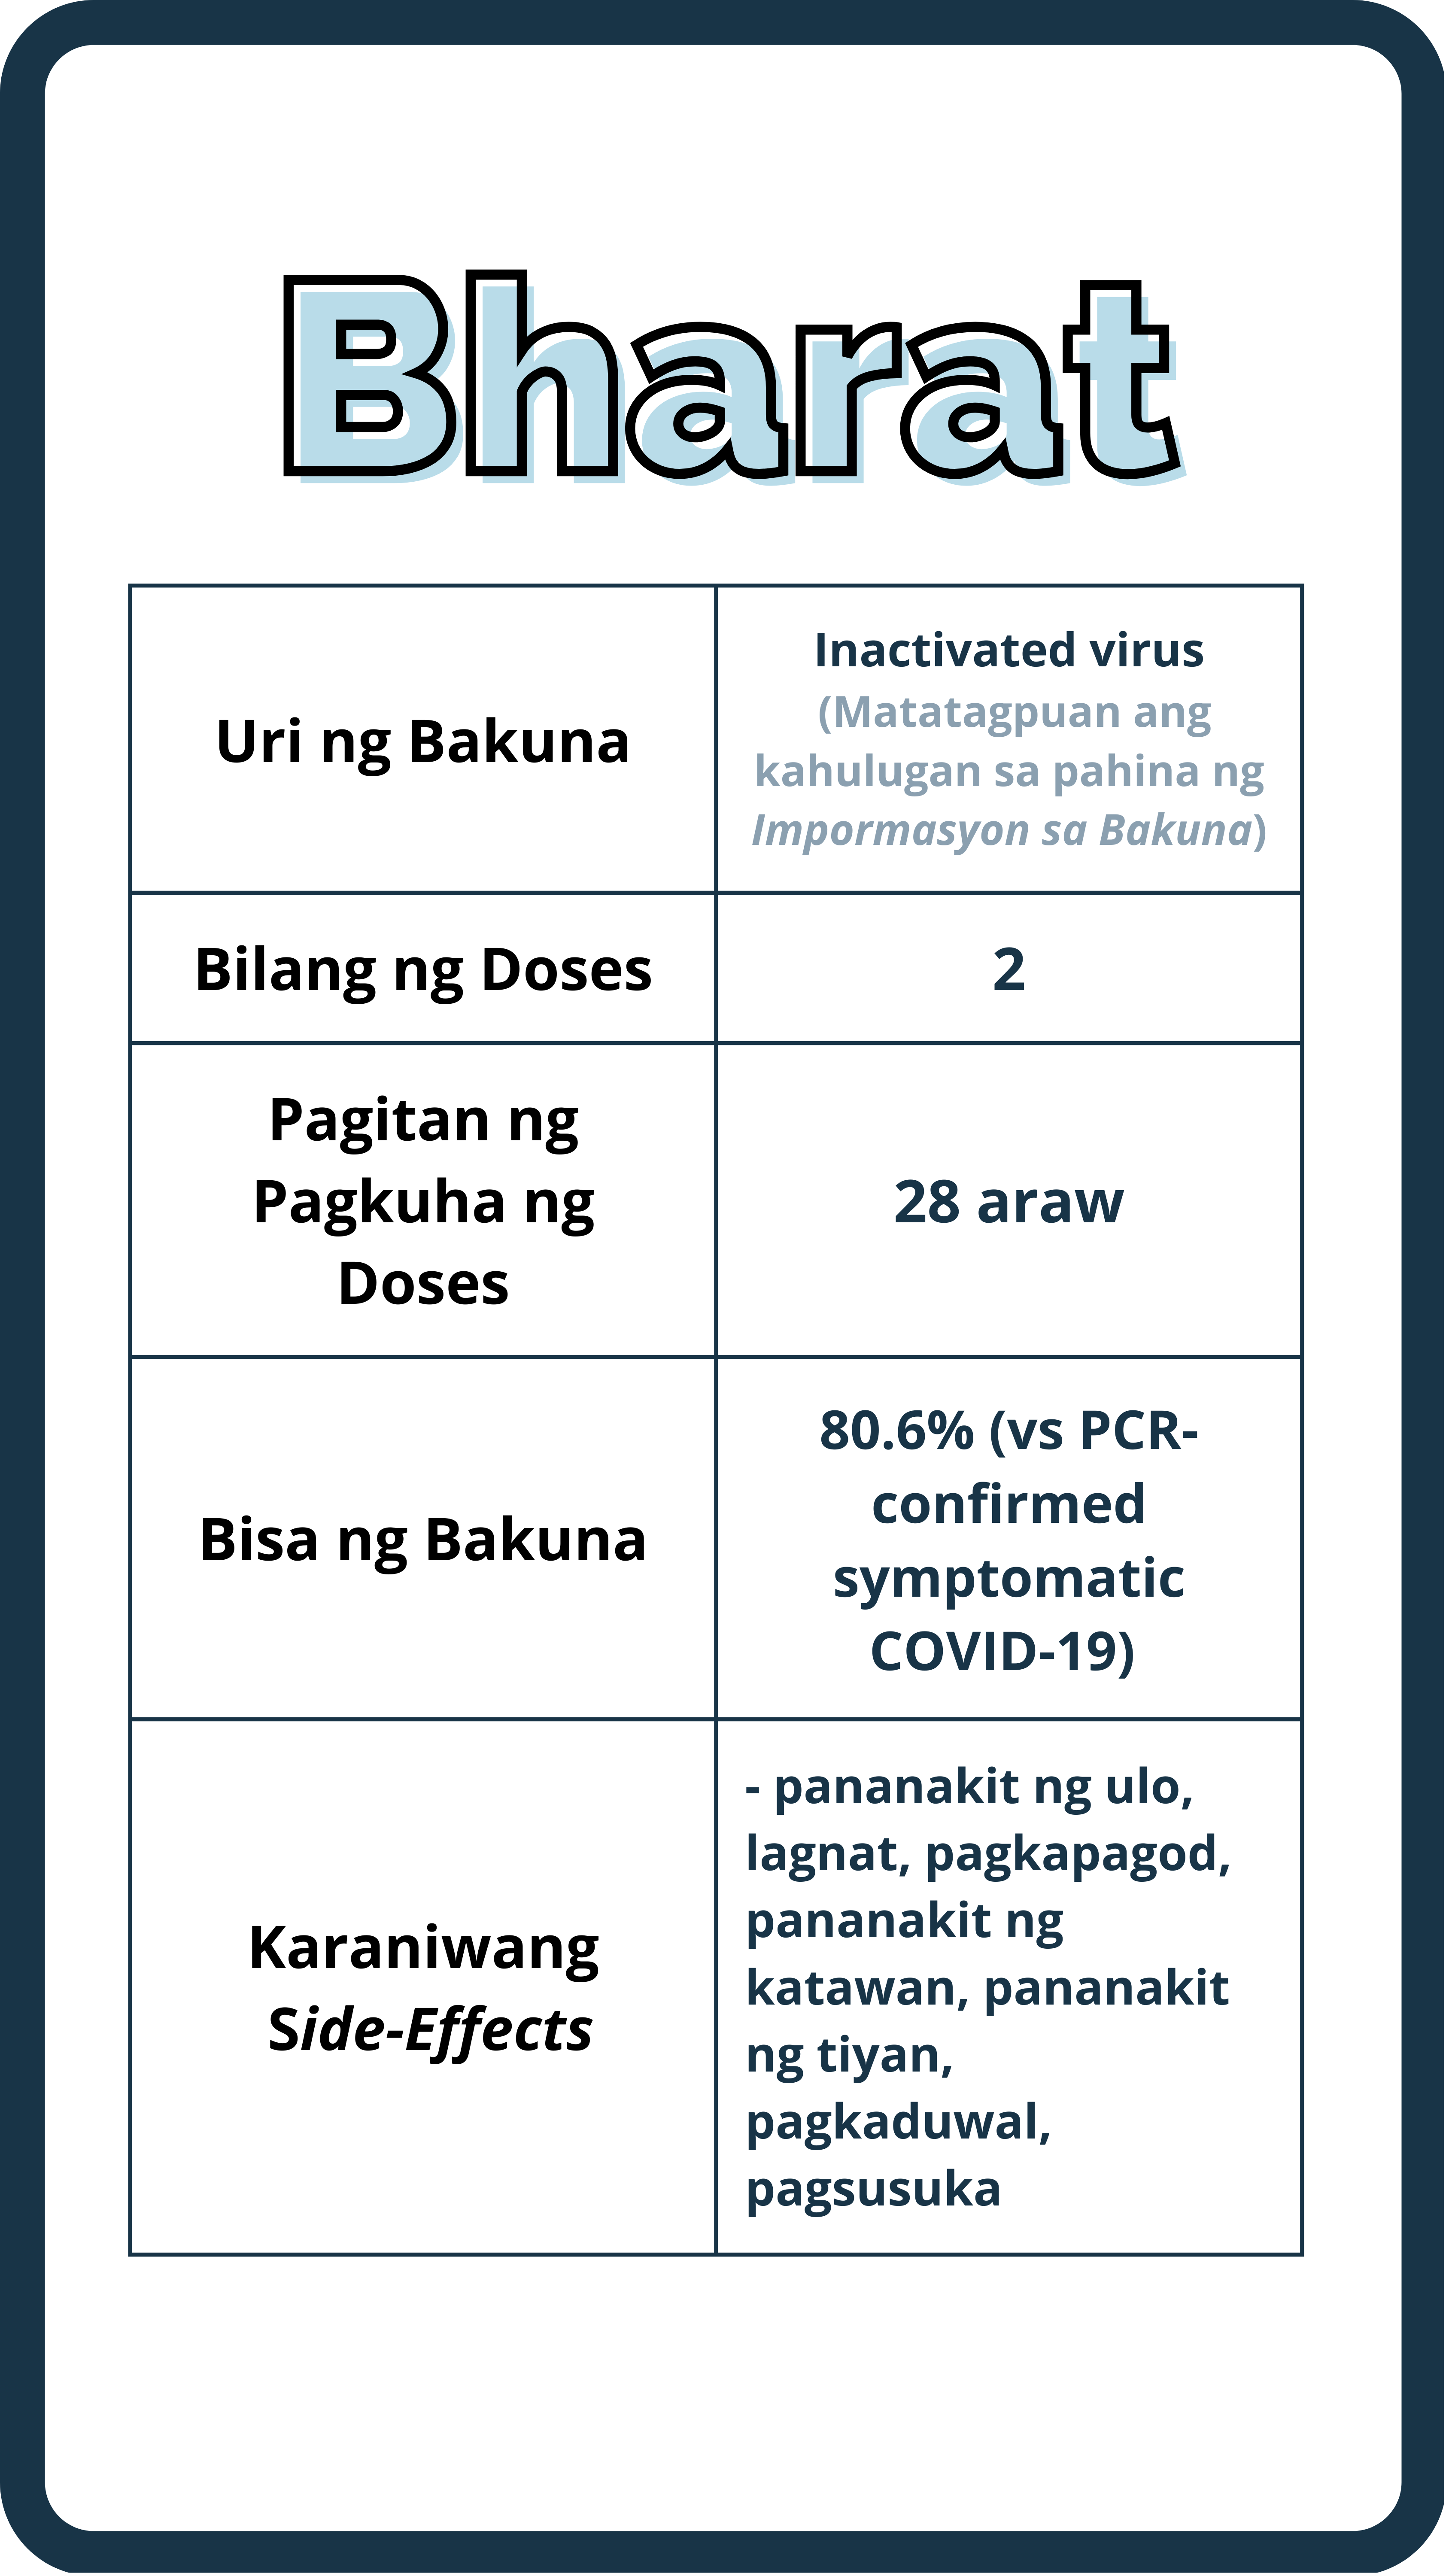 Bharat
Uri ng Bakuna
Inactivated virus
(Matatagpuan ang
kahulugan sa pahina ng
Impormasyon sa Bakuna)
Bilang ng Doses
2
Pagitan ng
Pagkuha ng
Doses
28 araw
Bisa ng Bakuna
80.6% (vs PCR-
confirmed
symptomatic
COVID-19)
Karaniwang
Side-Effects
- pananakit ng ulo,
lagnat, pagkapagod,
pananakit ng
katawan, pananakit
ng tiyan,
pagkaduwal,
pagsusuka